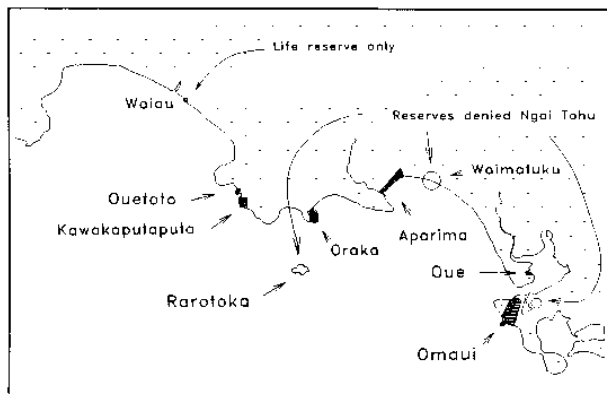 Life reserve only
Waiau
Reserves denied Ngai Tahu
Waimatuku
Ouetoto
Kawakaputaputa
Oraka
Aparima
Oue
Rarotoka
Omaui